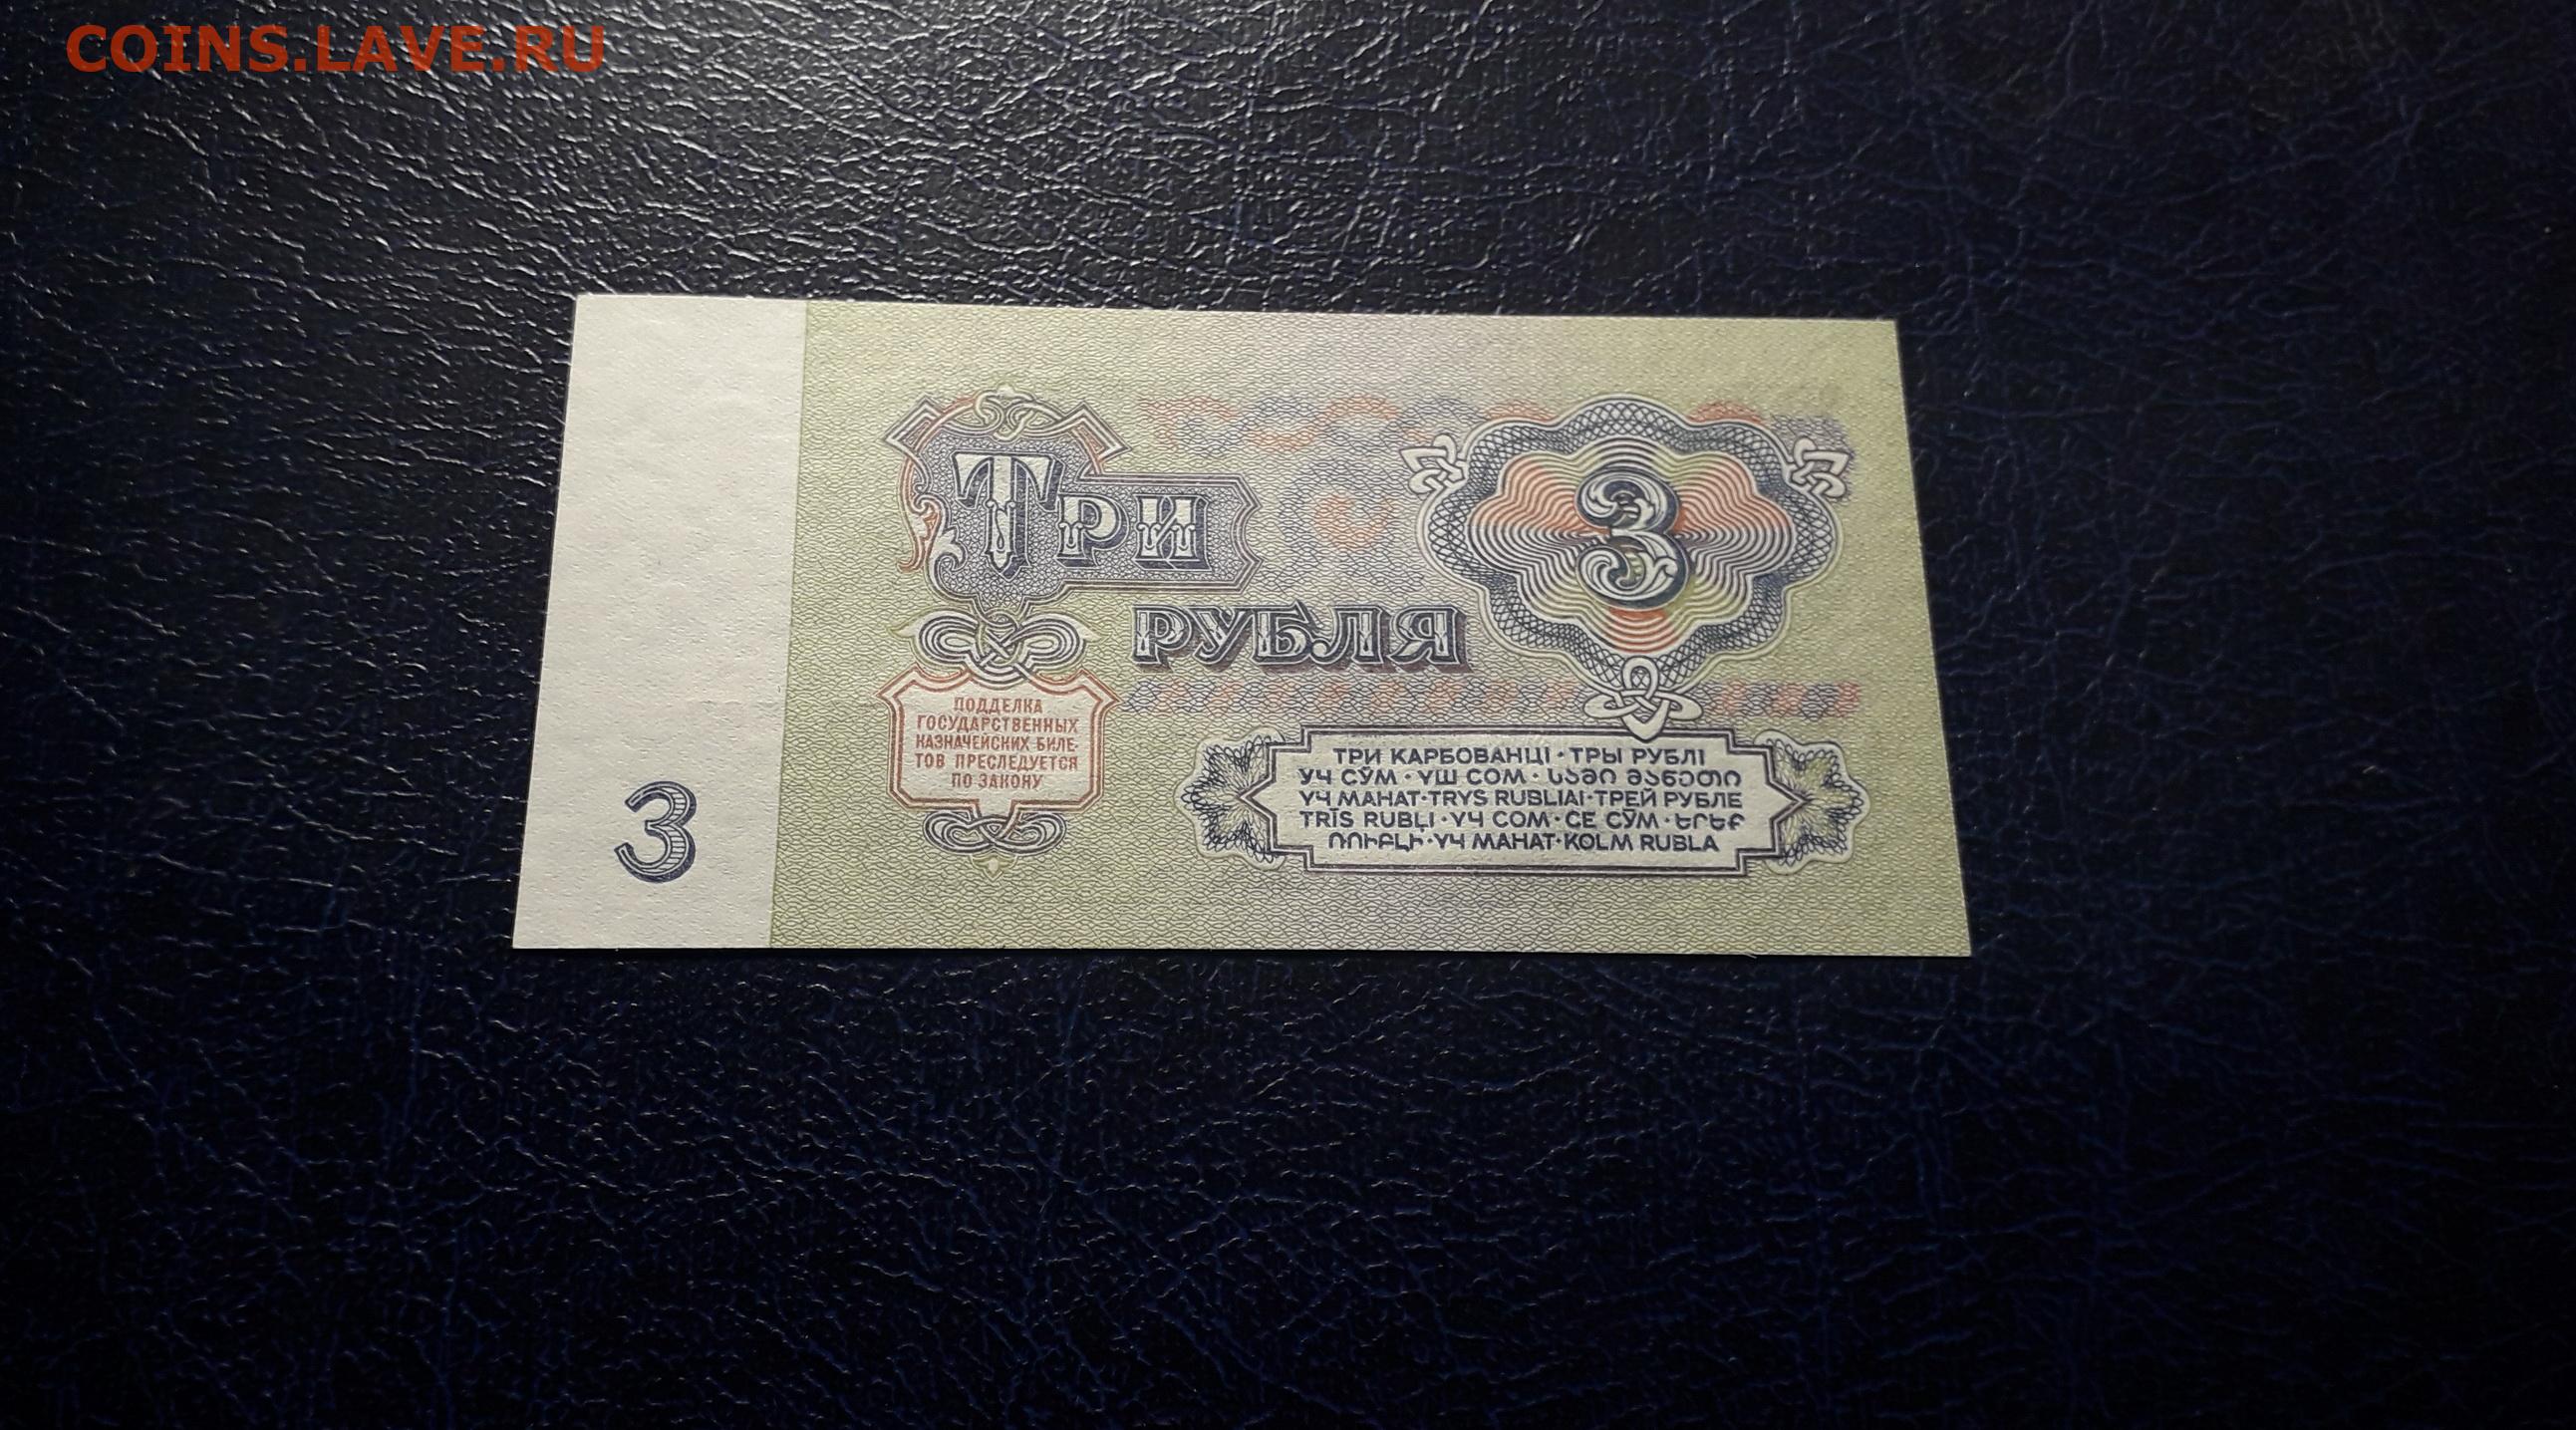 COINS.LAVE.RU
ТРИ
РУБЛЯ
3
ПОДДЕЛКА
ГОСУДАРСТВЕННЫХ
КАЗНАЧЕЙСКИХ БИЛЕ-
ТОВ ПРЕСЛЕДУЕТСЯ
ПО ЗАКОНУ
ТРИ КАРБОВАНЦІ · ТРЫ РУБЛІ
УЧ СЎМ · ҮШ СОМ · ᲡᲐᲛᲘ ᲛᲐᲜᲔᲗᲘ
ҮЧ МАНАТ · TRYS RUBLIAI · ТРЕЙ РУБЛЕ
TRĪS RUBĻI · ҮЧ СОМ · СЕ СӮМ · ԵՐԵՔ
ՌՈՒԲԼԻ · ҮЧ МАНАТ · KOLM RUBLA
3